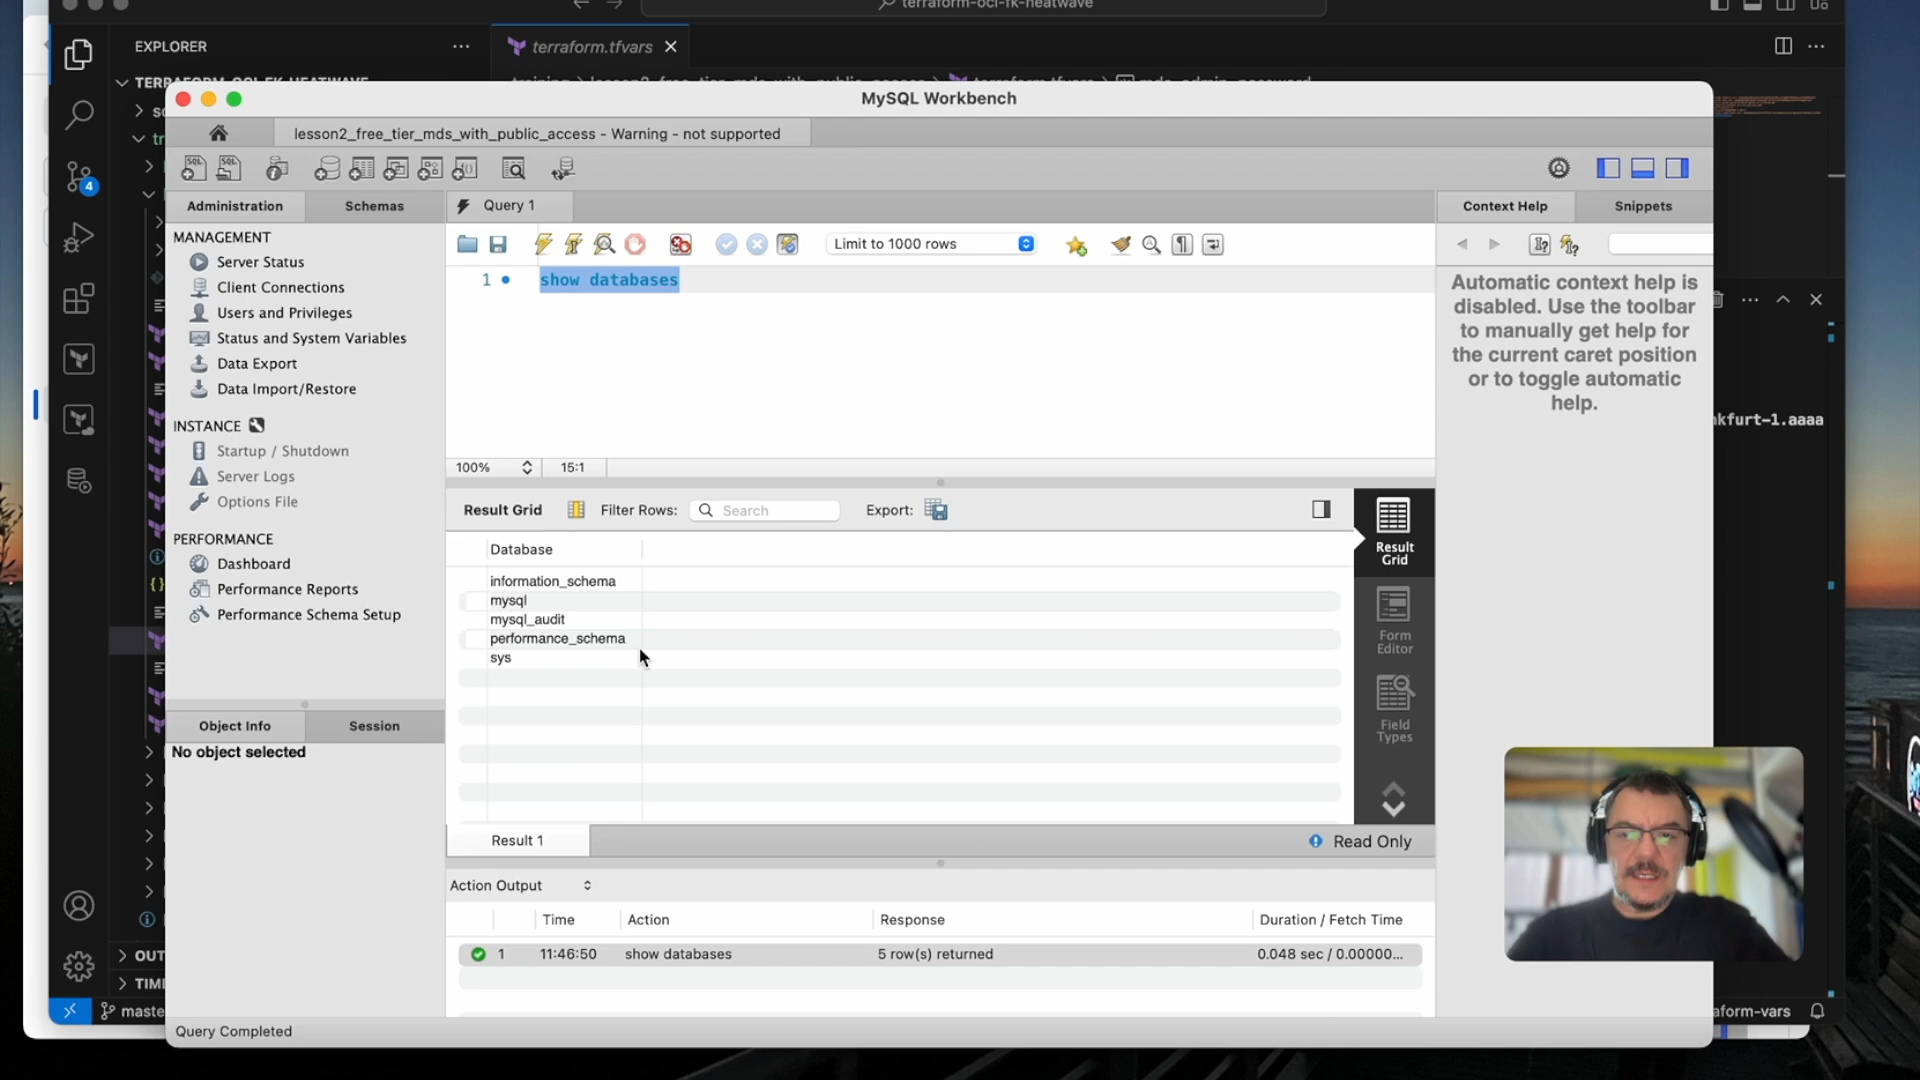 terraform-oci-fk-heatwave
EXPLORER
terraform.tfvars
TERRAFORM_OCI_FK_HEATWAVE
MySQL Workbench
lesson2_free_tier_mds_with_public_access - Warning - not supported
Administration
Schemas
Query 1
Context Help
Snippets
MANAGEMENT
Server Status
Client Connections
Users and Privileges
Status and System Variables
Data Export
Data Import/Restore
INSTANCE
Startup / Shutdown
Server Logs
Options File
PERFORMANCE
Dashboard
Performance Reports
Performance Schema Setup
Object Info
Session
No object selected
Limit to 1000 rows
1
show databases
100%
15:1
Automatic context help is
disabled. Use the toolbar
to manually get help for
the current caret position
or to toggle automatic
help.
nkfurt-1.aaaa
Result Grid
Filter Rows:
Search
Export:
Database
information_schema
mysql
mysql_audit
performance_schema
sys
Result
Grid
Form
Editor
Field
Types
Result 1
Read Only
Action Output
Time
Action
Response
Duration / Fetch Time
1
11:46:50
show databases
5 row(s) returned
0.048 sec / 0.00000...
4
OUT
TIM
maste
aform-vars
Query Completed